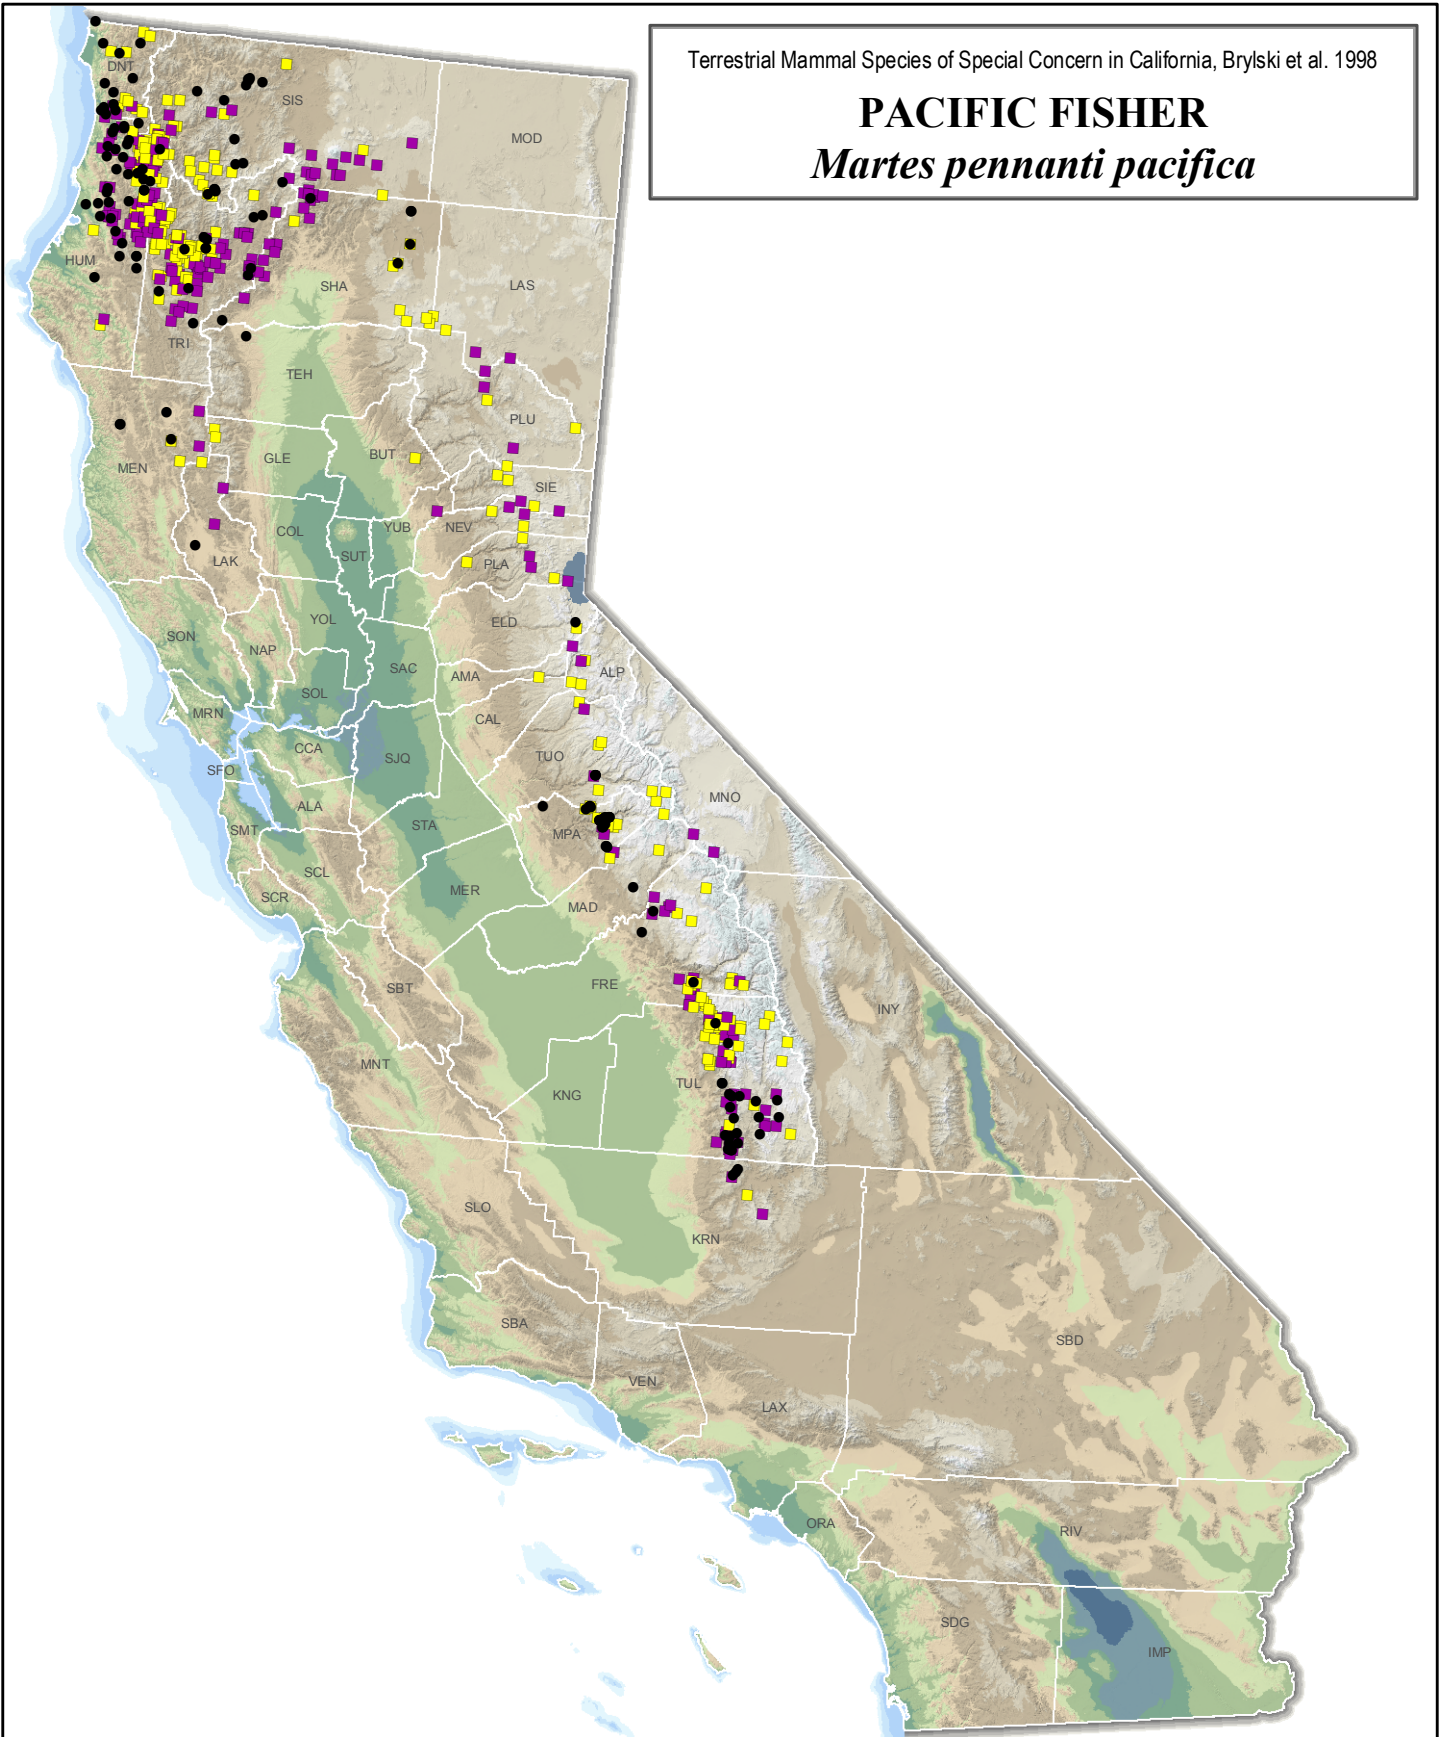 Terrestrial Mammal Species of Special Concern in California, Brylski et al. 1998
PACIFIC FISHER
Martes pennanti pacifica
DNT
SIS
MOD
HUM
SHA
LAS
TRI
TEH
PLU
MEN
GLE
BUT
SIE
COL
YUB
NEV
SUT
LAK
PLA
YOL
ELD
SON
NAP
SAC
AMA
ALP
SOL
MRN
CAL
CCA
SJQ
TUO
SFO
MNO
ALA
STA
SMT
MPA
SCL
MER
SCR
MAD
SBT
FRE
INY
MNT
TUL
KNG
SLO
KRN
SBA
SBD
VEN
LAX
ORA
RIV
SDG
IMP